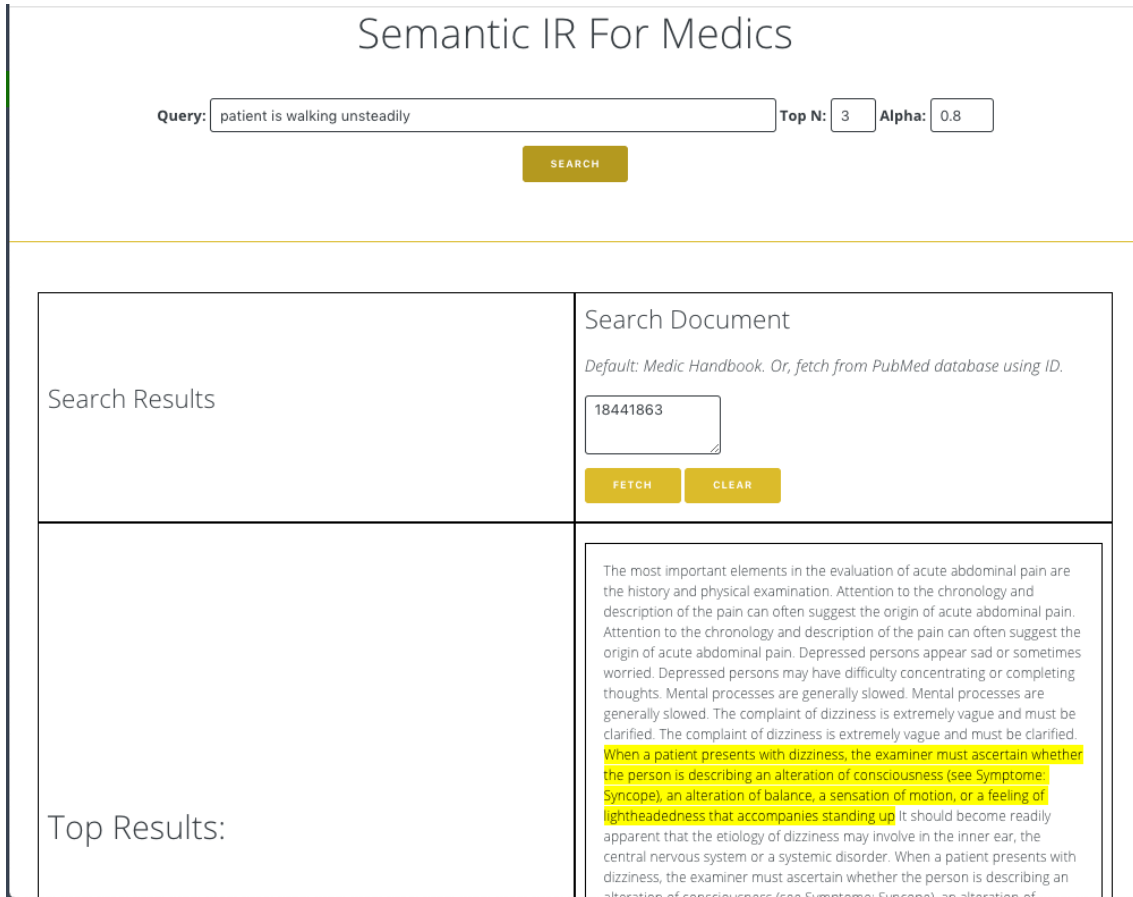 Semantic IR For Medics
Query: patient is walking unsteadily Top N: 3 Alpha: 0.8
SEARCH
Search Results
Search Document
Default: Medic Handbook. Or, fetch from PubMed database using ID.
18441863
FETCH CLEAR
Top Results:
The most important elements in the evaluation of acute abdominal pain are
the history and physical examination. Attention to the chronology and
description of the pain can often suggest the origin of acute abdominal pain.
Attention to the chronology and description of the pain can often suggest the
origin of acute abdominal pain. Depressed persons appear sad or sometimes
worried. Depressed persons may have difficulty concentrating or completing
thoughts. Mental processes are generally slowed. Mental processes are
generally slowed. The complaint of dizziness is extremely vague and must be
clarified. The complaint of dizziness is extremely vague and must be clarified.
When a patient presents with dizziness, the examiner must ascertain whether
the person is describing an alteration of consciousness (see Symptome:
Syncope), an alteration of balance, a sensation of motion, or a feeling of
lightheadedness that accompanies standing up It should become readily
apparent that the etiology of dizziness may involve in the inner ear, the
central nervous system or a systemic disorder. When a patient presents with
dizziness, the examiner must ascertain whether the person is describing an
alteration of consciousness (see Symptome: Syncope), an alteration of